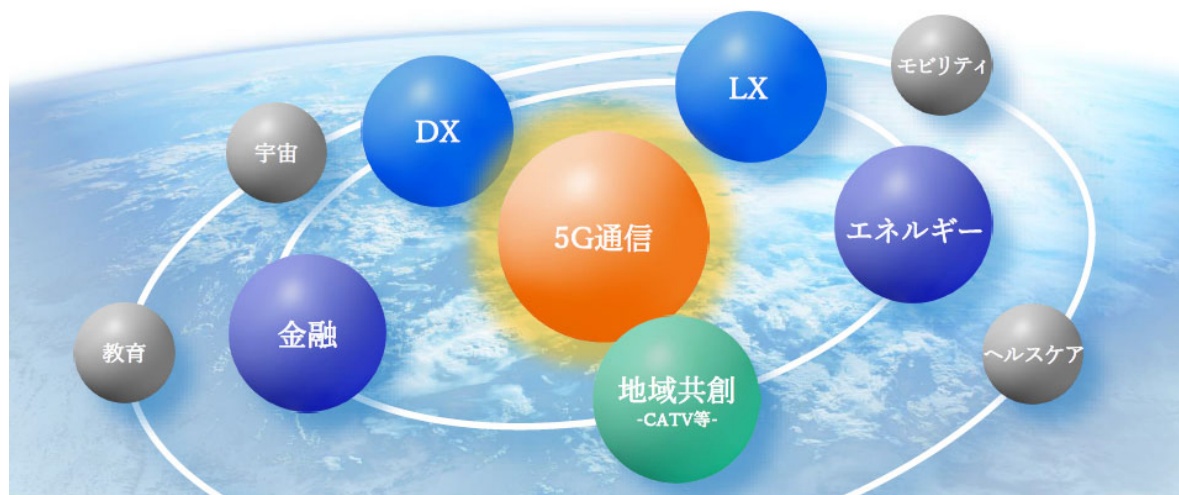 モビリティ
LX
DX
宇宙
5G通信
エネルギー
金融
教育
ヘルスケア
地域共創
-CATV等-